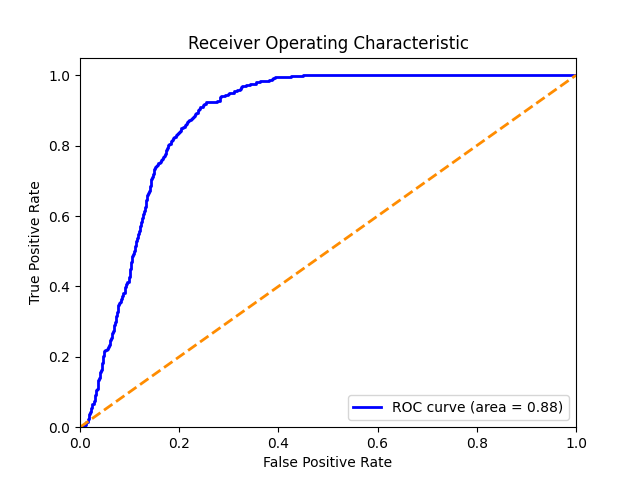 Receiver Operating Characteristic
True Positive Rate
1.0
0.8
0.6
0.4
0.2
0.0
0.0 0.2 0.4 0.6 0.8 1.0
False Positive Rate
ROC curve (area = 0.88)